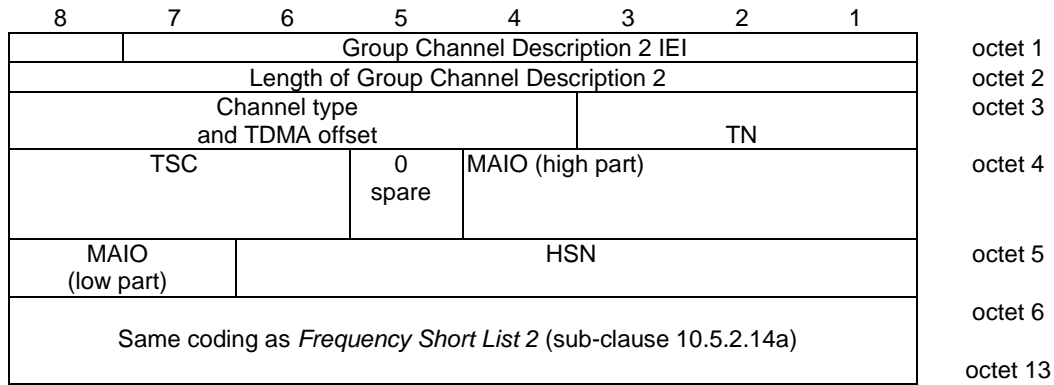 8 7 6 5 4 3 2 1
Group Channel Description 2 IEI octet 1
Length of Group Channel Description 2 octet 2
Channel type octet 3
and TDMA offset TN
TSC 0 MAIO (high part) octet 4
spare
MAIO HSN octet 5
(low part)
octet 6
Same coding as Frequency Short List 2 (sub-clause 10.5.2.14a)
octet 13